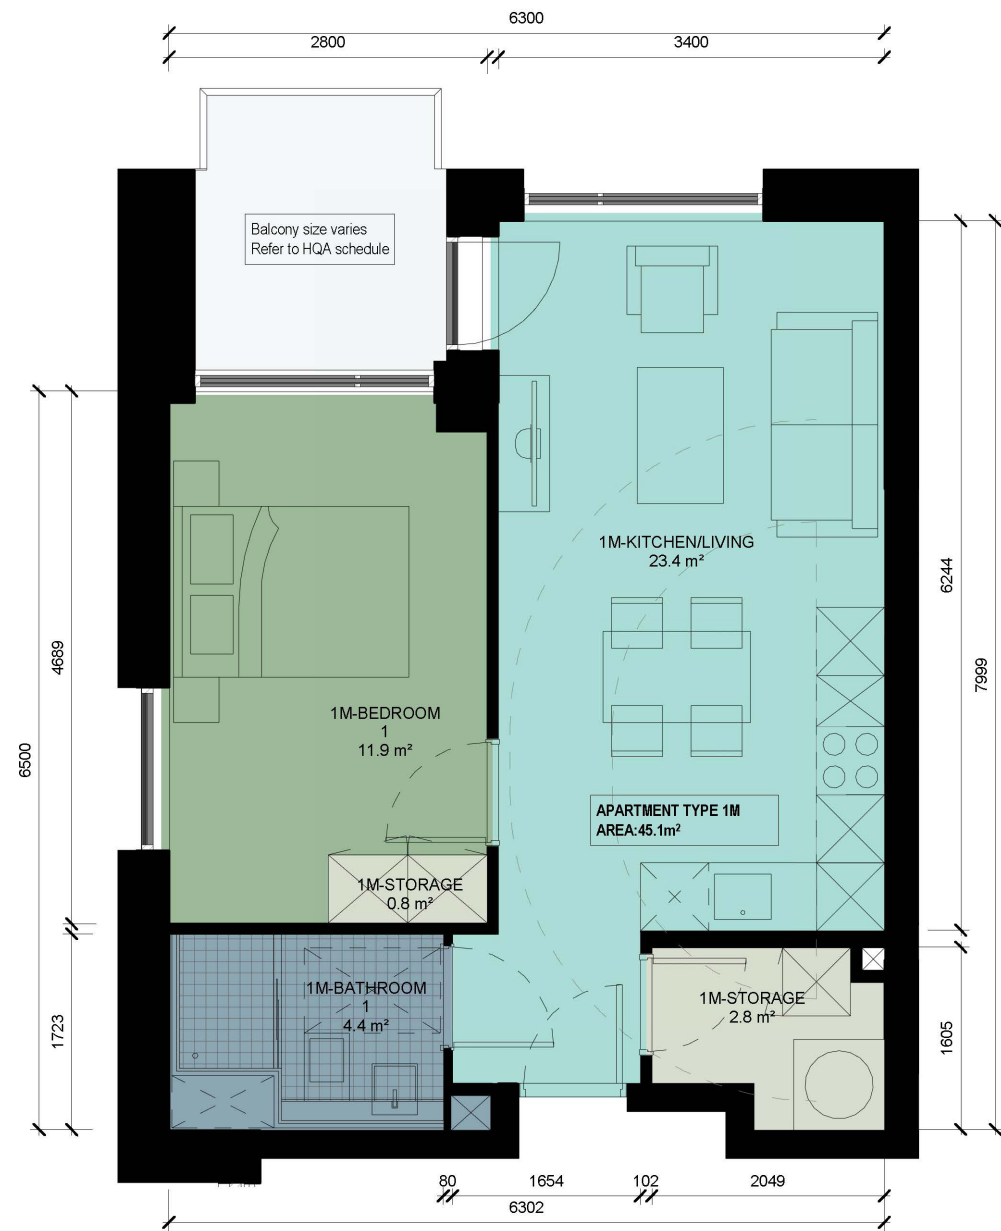 6300
2800
3400
Balcony size varies
Refer to HQA schedule
1M-KITCHEN/LIVING
23.4 m²
6244
7999
4689
6500
1M-BEDROOM
1
11.9 m²
APARTMENT TYPE 1M
AREA:45.1m²
1M-STORAGE
0.8 m²
1M-BATHROOM
1
4.4 m²
1M-STORAGE
2.8 m²
1723
1605
80
1654
102
2049
6302